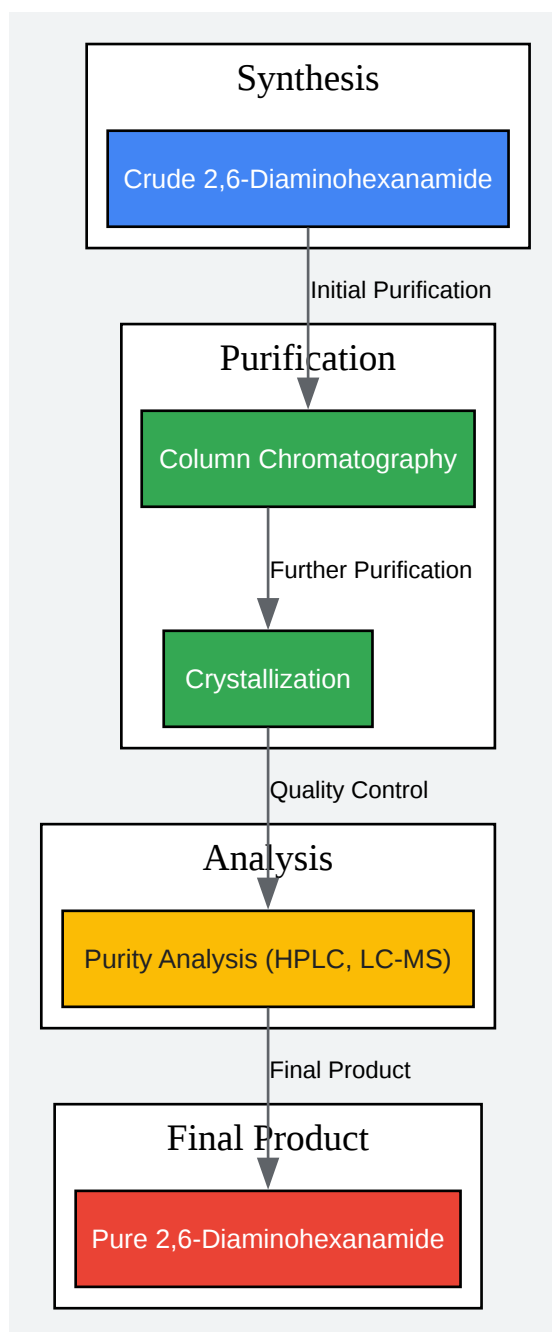 Synthesis
Crude 2,6-Diaminohexanamide
Initial Purification
Purification
Column Chromatography
Further Purification
Crystallization
Quality Control
Analysis
Purity Analysis (HPLC, LC-MS)
Final Product
Final Product
Pure 2,6-Diaminohexanamide